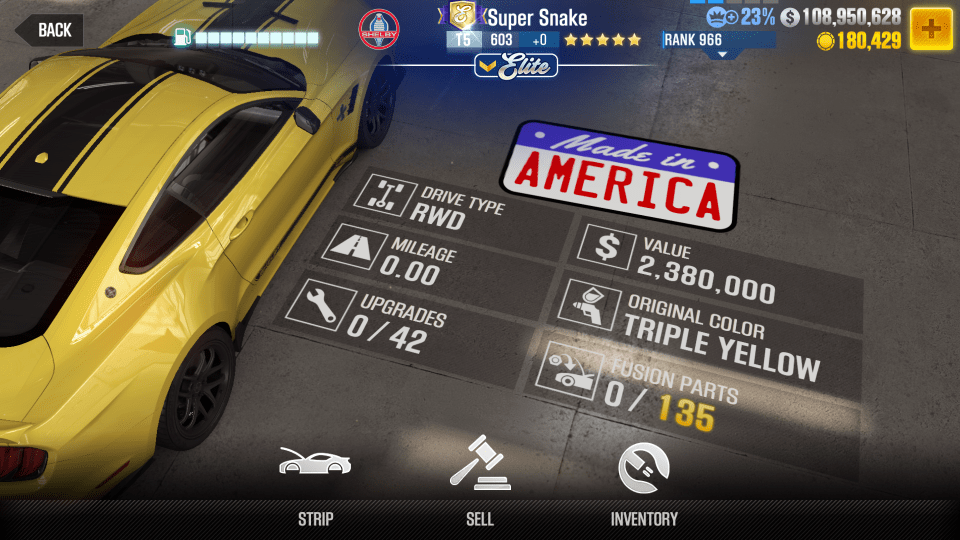 BACK
SHELBY
Super Snake
T5 603 +0
RANK 966
23%
108,950,628
180,429
Elite
Made in
AMERICA
DRIVE TYPE
RWD
MILEAGE
0.00
UPGRADES
0 / 42
VALUE
2,380,000
ORIGINAL COLOR
TRIPLE YELLOW
FUSION PARTS
0 / 135
STRIP
SELL
INVENTORY